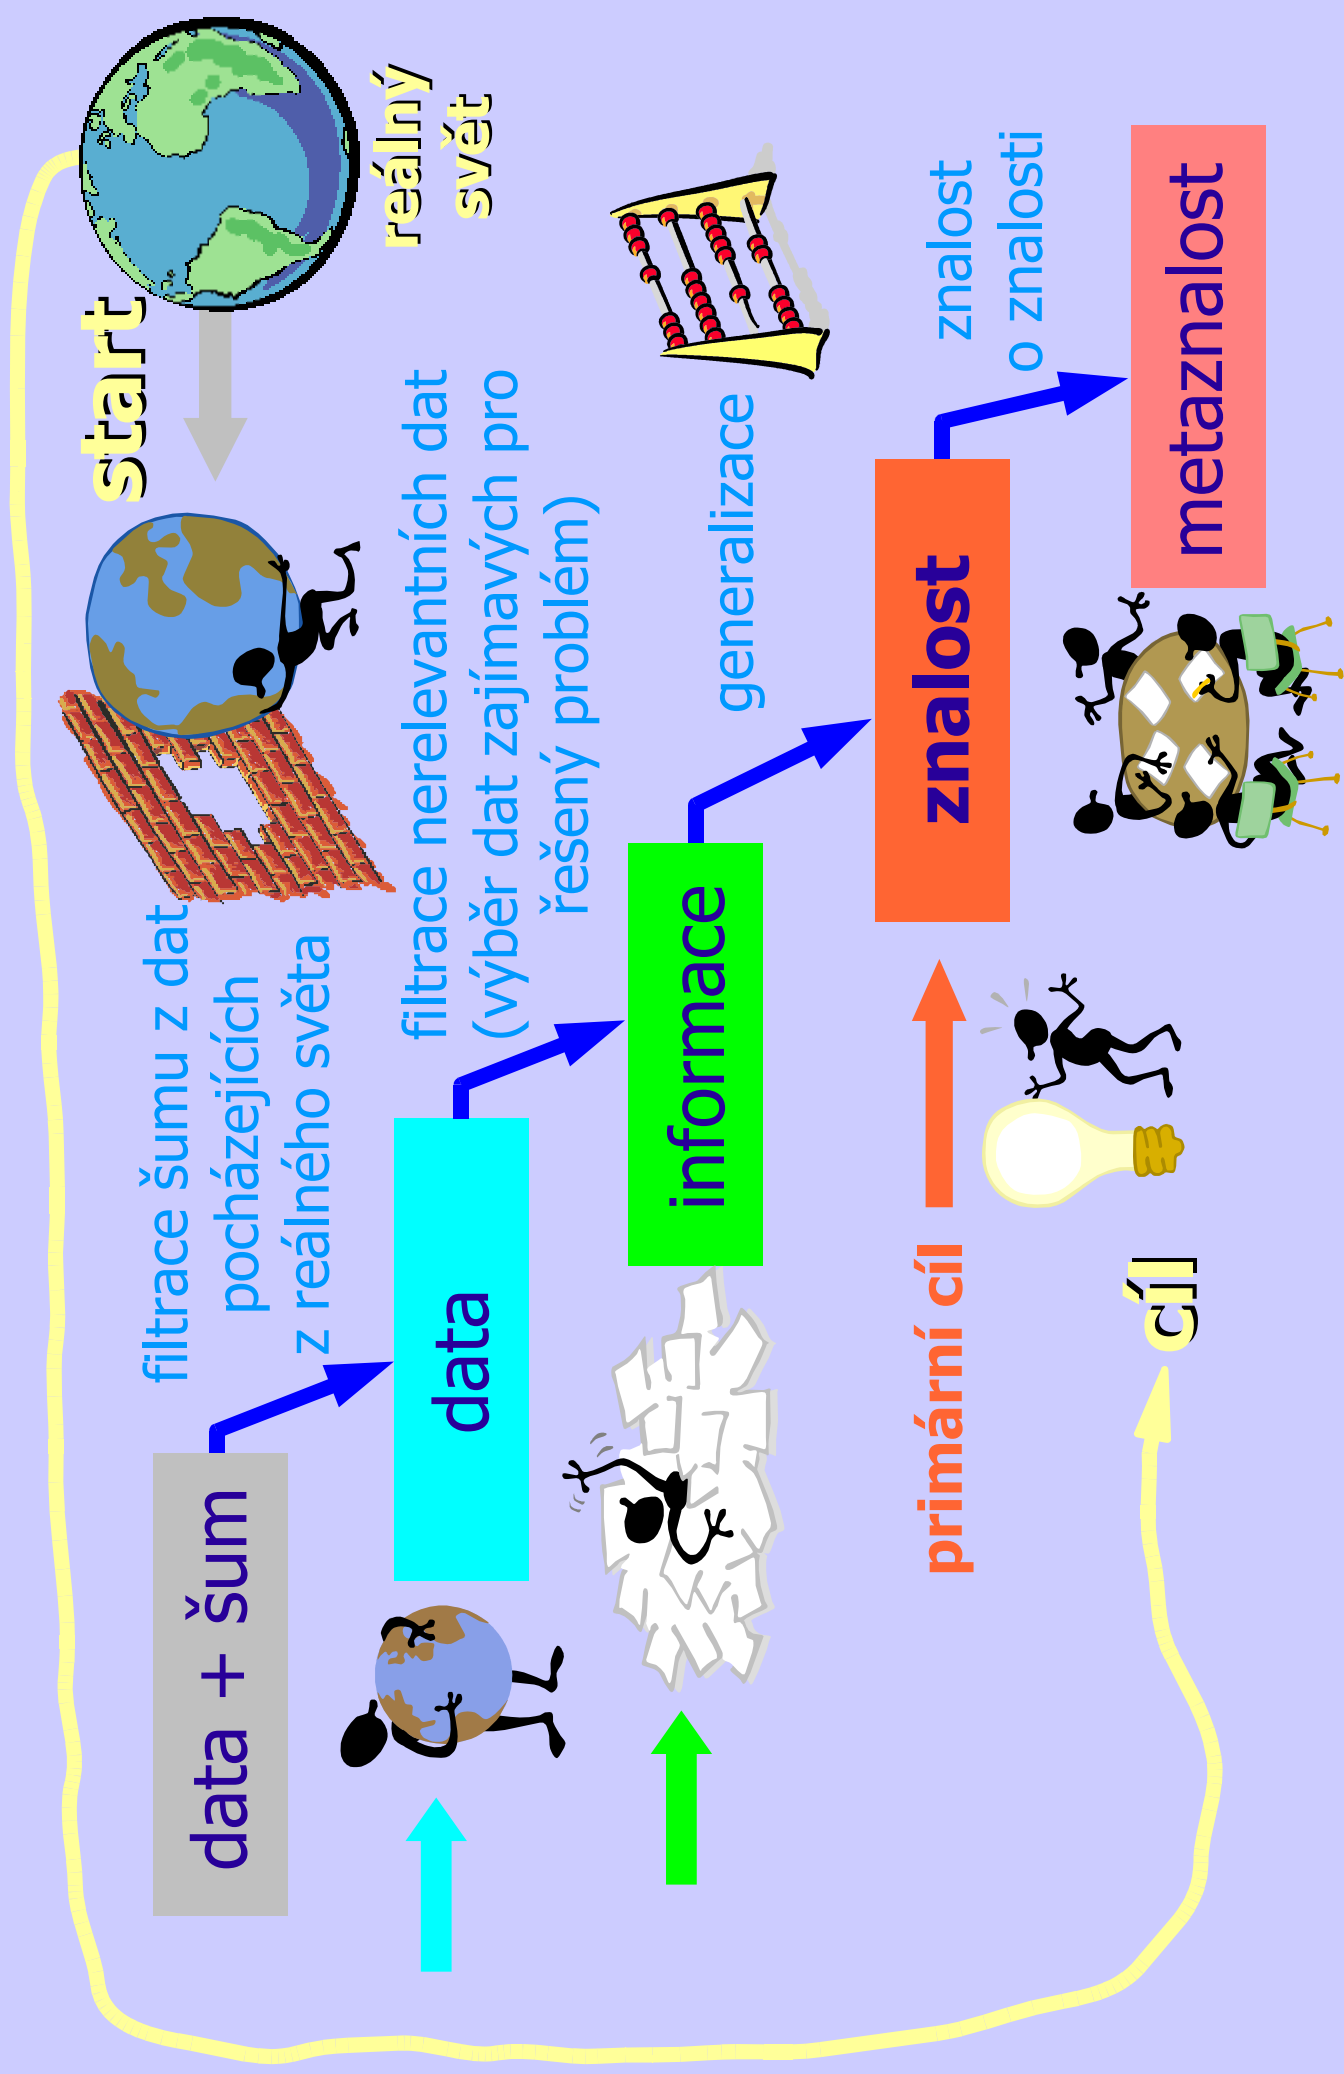 start
reálný
svět
data + šum
filtrace šumu z dat
pocházejících
z reálného světa
data
filtrace nerelevantních dat
(výběr dat zajímavých pro
řešený problém)
informace
generalizace
primární cíl
znalost
znalost
o znalosti
cíl
metaznalost